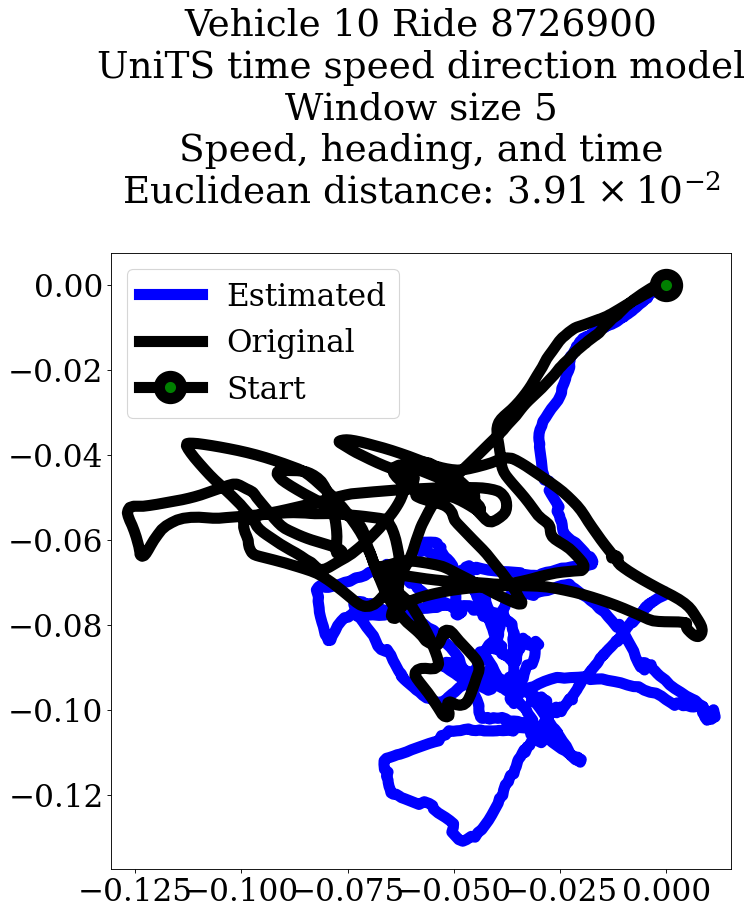 Vehicle 10 Ride 8726900
UniTS time speed direction model
Window size 5
Speed, heading, and time
Euclidean distance: 3.91 × 10⁻²
Estimated
Original
Start
0.00
−0.02
−0.04
−0.06
−0.08
−0.10
−0.12
−0.125 −0.100 −0.075 −0.050 −0.025 0.000